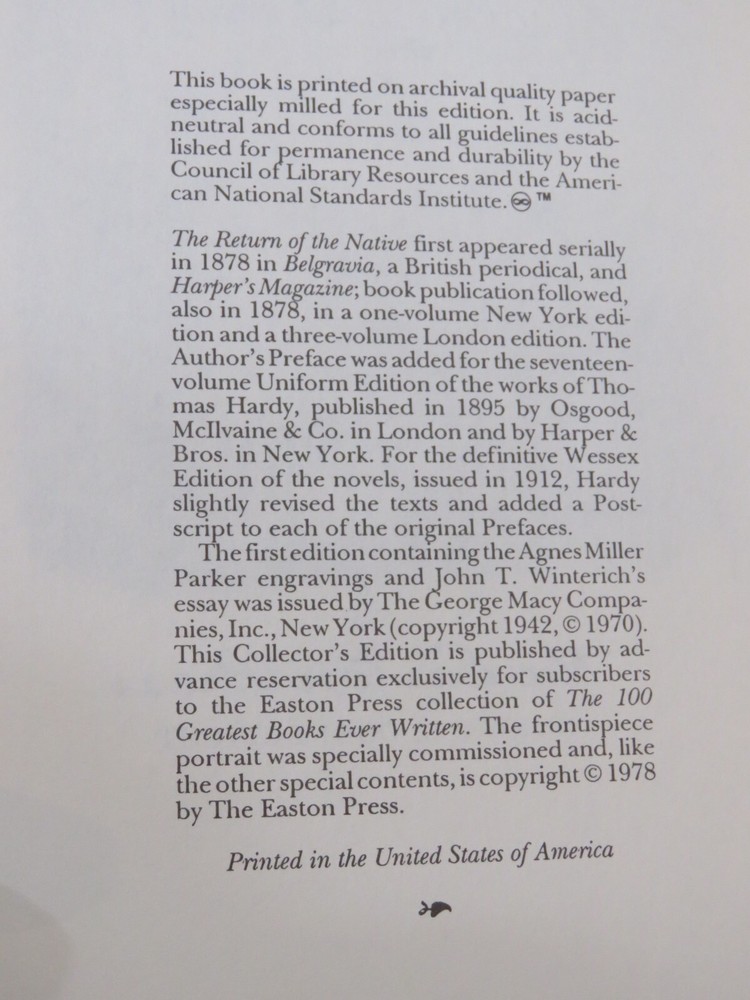 This book is printed on archival quality paper
especially milled for this edition. It is acid-
neutral and conforms to all guidelines estab-
lished for permanence and durability by the
Council of Library Resources and the Ameri-
can National Standards Institute. ♾ ™
The Return of the Native first appeared serially
in 1878 in Belgravia, a British periodical, and
Harper's Magazine; book publication followed,
also in 1878, in a one-volume New York edi-
tion and a three-volume London edition. The
Author's Preface was added for the seventeen-
volume Uniform Edition of the works of Tho-
mas Hardy, published in 1895 by Osgood,
McIlvaine & Co. in London and by Harper &
Bros. in New York. For the definitive Wessex
Edition of the novels, issued in 1912, Hardy
slightly revised the texts and added a Post-
script to each of the original Prefaces.
The first edition containing the Agnes Miller
Parker engravings and John T. Winterich's
essay was issued by The George Macy Compa-
nies, Inc., New York (copyright 1942, © 1970).
This Collector's Edition is published by ad-
vance reservation exclusively for subscribers
to the Easton Press collection of The 100
Greatest Books Ever Written. The frontispiece
portrait was specially commissioned and, like
the other special contents, is copyright © 1978
by The Easton Press.
Printed in the United States of America